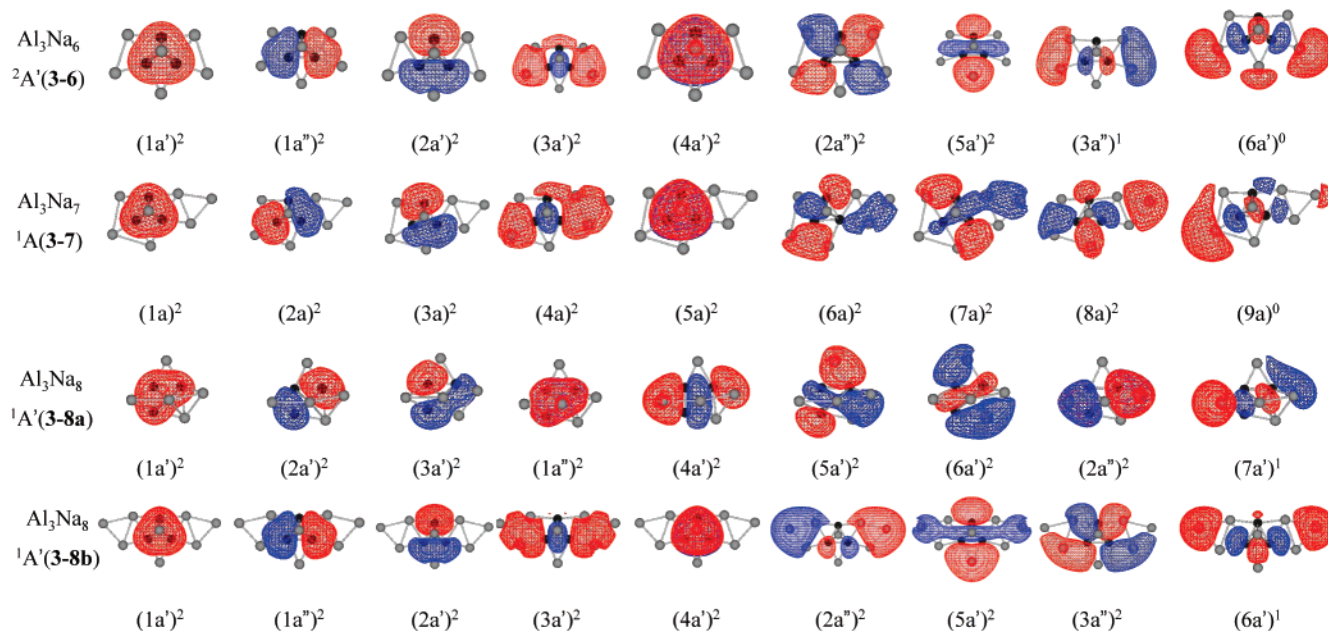 Al₃Na₆
²A'(3-6)
(1a')² (1a")² (2a')² (3a')² (4a')² (2a")² (5a')² (3a")¹ (6a')⁰
Al₃Na₇
¹A(3-7)
(1a)² (2a)² (3a)² (4a)² (5a)² (6a)² (7a)² (8a)² (9a)⁰
Al₃Na₈
¹A'(3-8a)
(1a')² (2a')² (3a')² (1a")² (4a')² (5a')² (6a')² (2a")² (7a')¹
Al₃Na₈
¹A'(3-8b)
(1a')² (1a")² (2a')² (3a')² (4a')² (2a")² (5a')² (3a")² (6a')¹